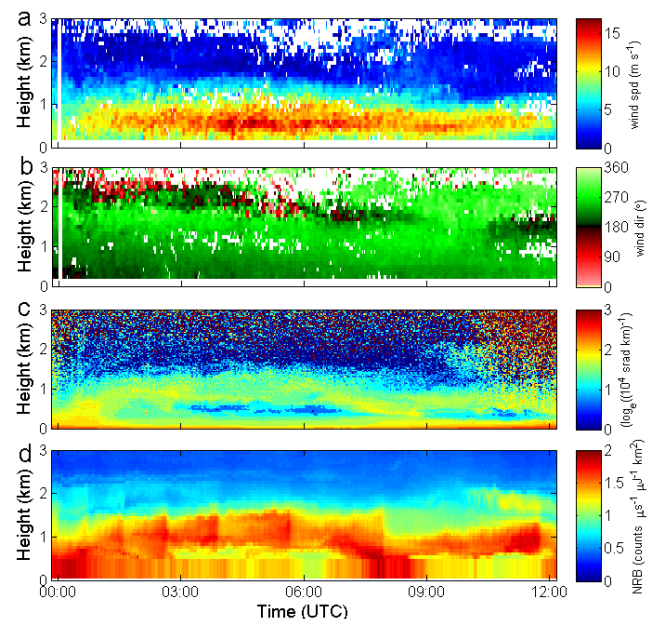 a
3
2
1
0
Height (km)
15
10
5
0
wind spd (m s⁻¹)
b
3
2
1
0
Height (km)
360
270
180
90
0
wind dir (°)
c
3
2
1
0
Height (km)
3
2
1
0
(logₑ((10⁴ srad km)⁻¹)
d
3
2
1
0
Height (km)
2
1.5
1
0.5
0
NRB (counts µs⁻¹ µJ⁻¹ km²)
00:00 03:00 06:00 09:00 12:00
Time (UTC)